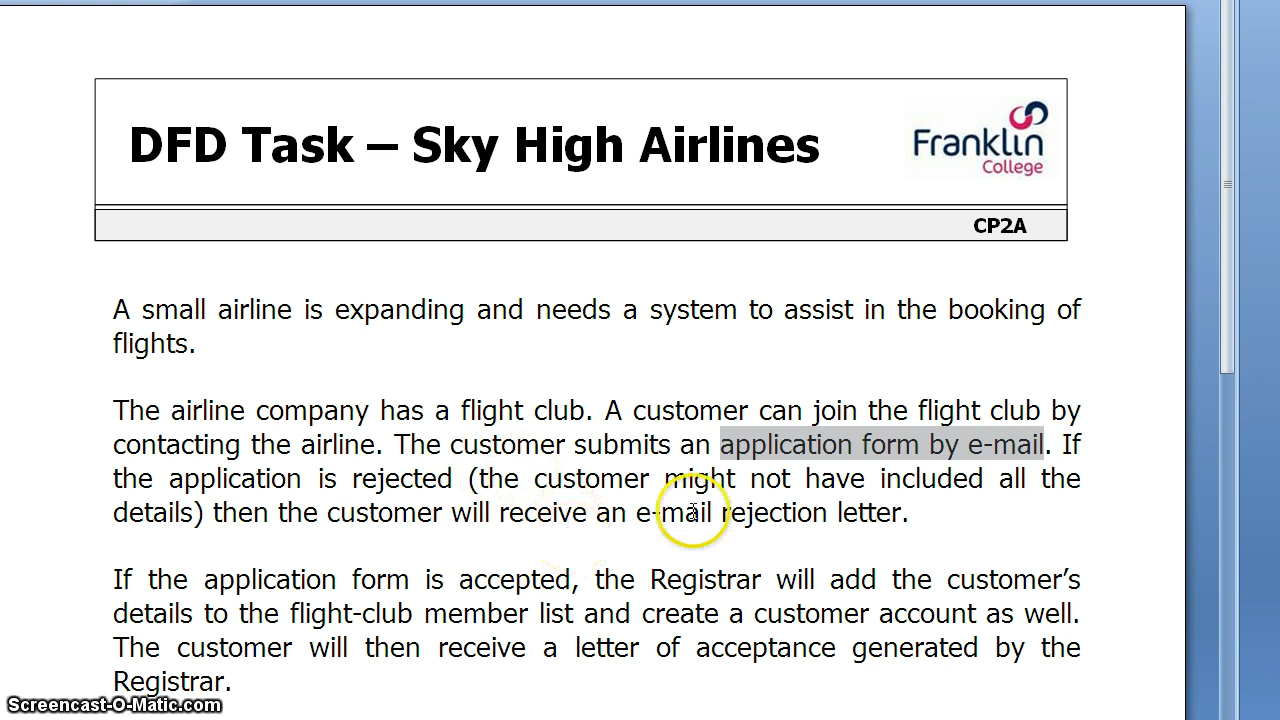 DFD Task – Sky High Airlines
Franklin
College
CP2A
A small airline is expanding and needs a system to assist in the booking of
flights.
The airline company has a flight club. A customer can join the flight club by
contacting the airline. The customer submits an application form by e-mail. If
the application is rejected (the customer might not have included all the
details) then the customer will receive an e-mail rejection letter.
If the application form is accepted, the Registrar will add the customer’s
details to the flight-club member list and create a customer account as well.
The customer will then receive a letter of acceptance generated by the
Registrar.
Screencast-O-Matic.com